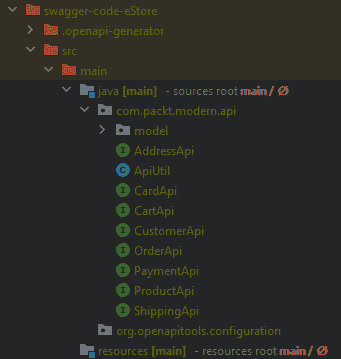 swagger-code-eStore
.openapi-generator
src
main
java [main] - sources root main /
com.packt.modern.api
model
I AddressApi
C ApiUtil
I CardApi
I CartApi
I CustomerApi
I OrderApi
I PaymentApi
I ProductApi
I ShippingApi
org.openapitools.configuration
resources [main] - resources root main /